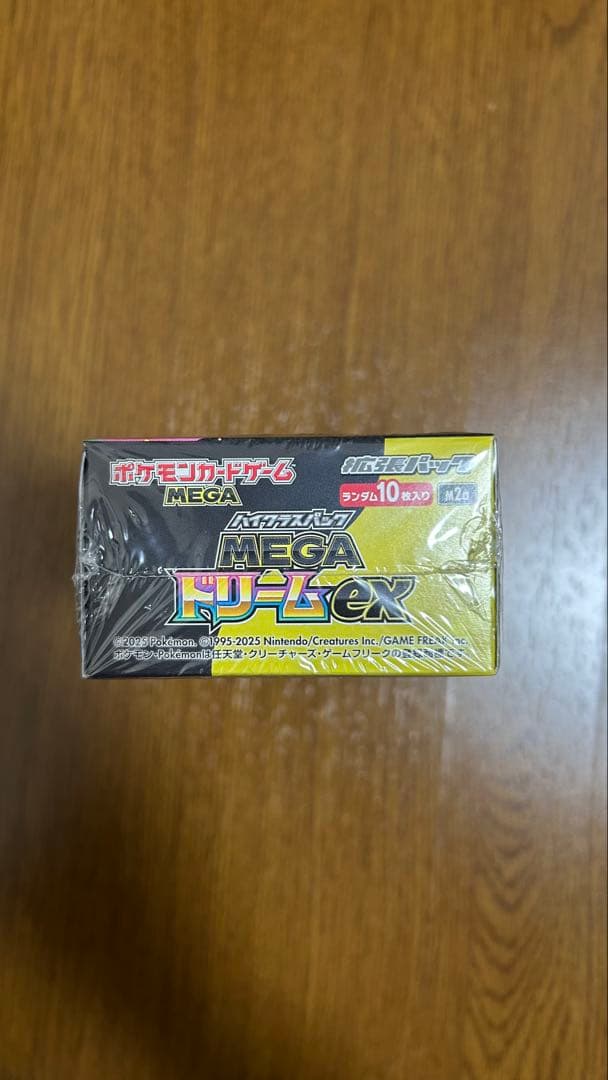 ポケモンカードゲーム
MEGA
拡張パック
ランダム10枚入り M2a
ハイクラスパック
MEGA
ドリームex
©2025 Pokémon. ©1995-2025 Nintendo/Creatures Inc./GAME FREAK inc.
ポケモン・Pokémonは任天堂・クリーチャーズ・ゲームフリークの登録商標です。